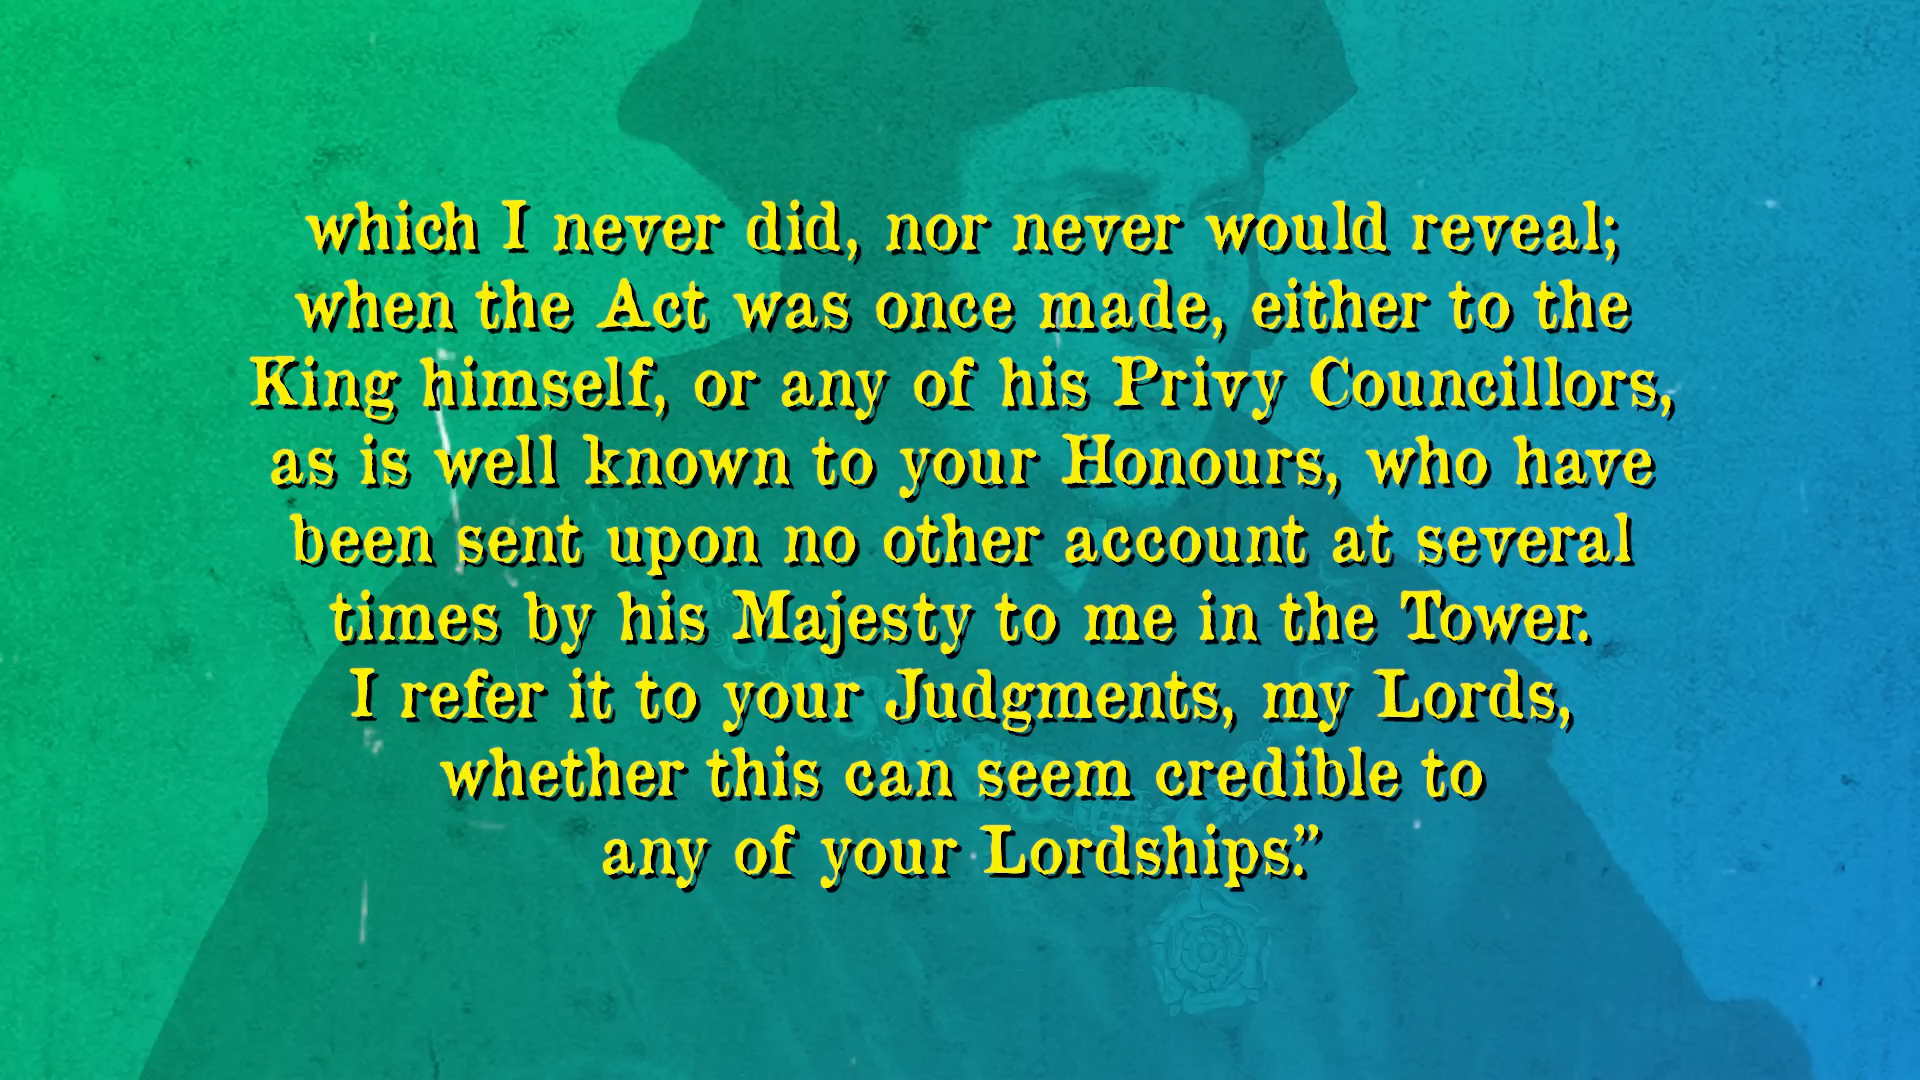 which I never did, nor never would reveal;
when the Act was once made, either to the
King himself, or any of his Privy Councillors,
as is well known to your Honours, who have
been sent upon no other account at several
times by his Majesty to me in the Tower.
I refer it to your Judgments, my Lords,
whether this can seem credible to
any of your Lordships.”